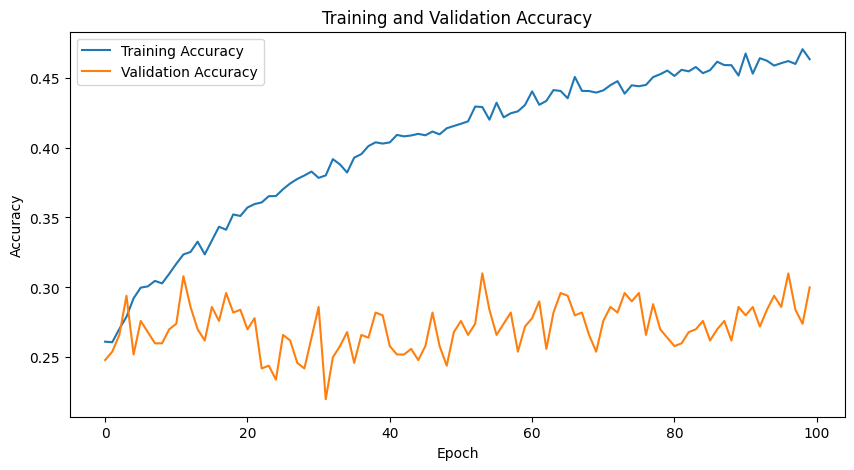 Training and Validation Accuracy
Training Accuracy
Validation Accuracy
Accuracy
0.45
0.40
0.35
0.30
0.25
0 20 40 60 80 100
Epoch